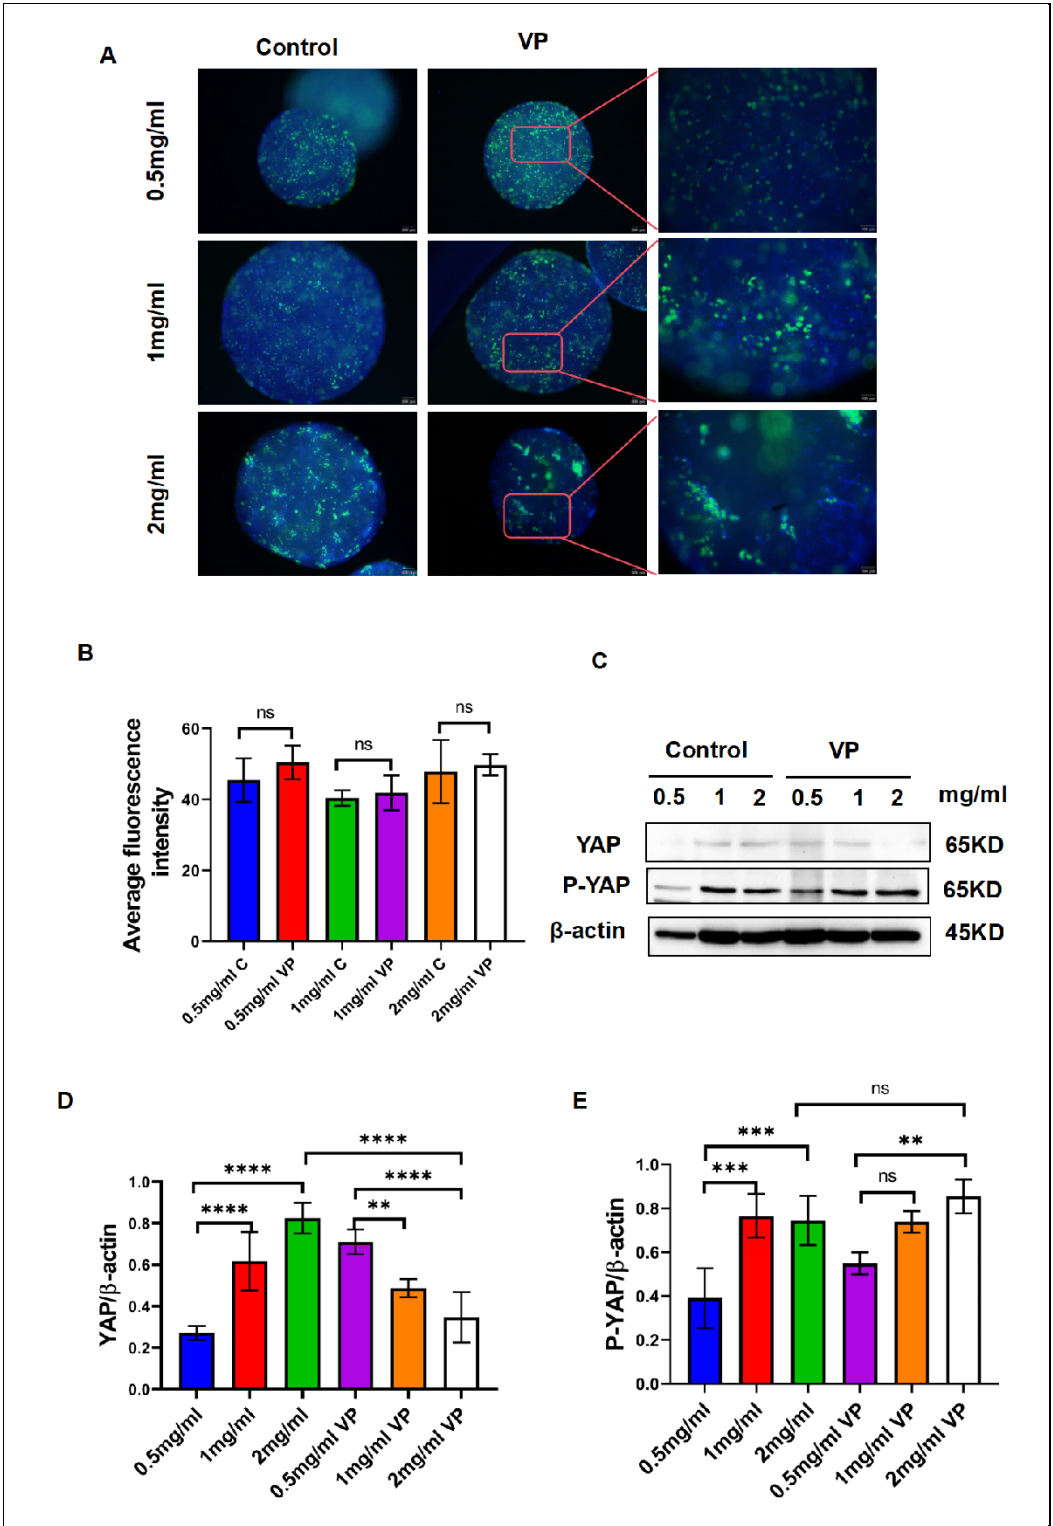 A
Control
VP
0.5mg/ml
1mg/ml
2mg/ml
B
Average fluorescence
intensity
60
40
20
0
ns
ns
ns
0.5mg/ml C
0.5mg/ml VP
1mg/ml C
1mg/ml VP
2mg/ml C
2mg/ml VP
C
Control
VP
0.5 1 2 0.5 1 2 mg/ml
YAP 65KD
P-YAP 65KD
β-actin 45KD
D
YAP/β-actin
1.0
0.8
0.6
0.4
0.2
0.0
****
****
****
****
**
0.5mg/ml
1mg/ml
2mg/ml
0.5mg/ml VP
1mg/ml VP
2mg/ml VP
E
P-YAP/β-actin
1.0
0.8
0.6
0.4
0.2
0.0
ns
***
**
***
ns
0.5mg/ml
1mg/ml
2mg/ml
0.5mg/ml VP
1mg/ml VP
2mg/ml VP